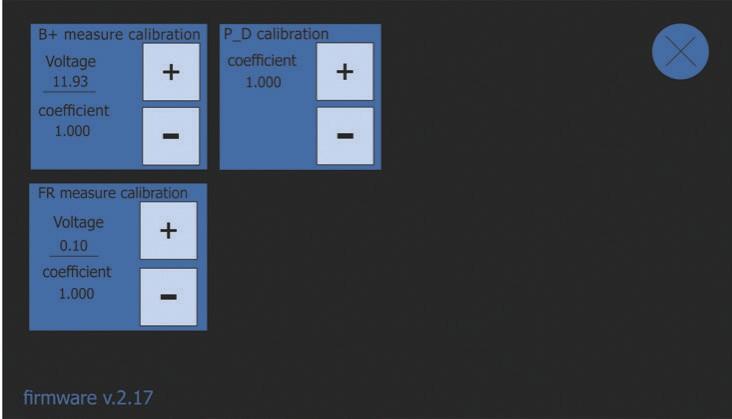 B+ measure calibration
Voltage
11.93
coefficient
1.000
+
-
P_D calibration
coefficient
1.000
+
-
FR measure calibration
Voltage
0.10
coefficient
1.000
+
-
firmware v.2.17